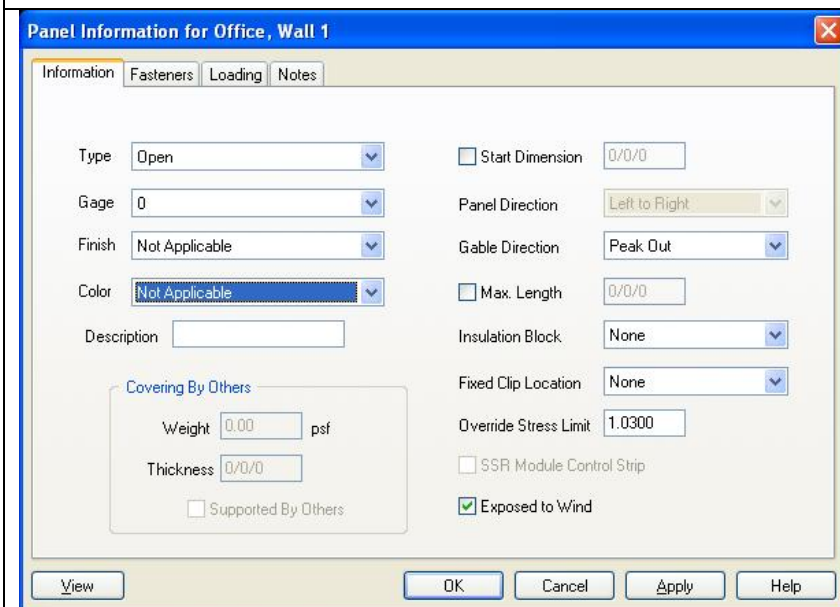 Panel Information for Office, Wall 1
Information Fasteners Loading Notes
Type Open
Gage 0
Finish Not Applicable
Color Not Applicable
Description
Covering By Others
Weight 0.00 psf
Thickness 0/0/0
Supported By Others
Start Dimension 0/0/0
Panel Direction Left to Right
Gable Direction Peak Out
Max. Length 0/0/0
Insulation Block None
Fixed Clip Location None
Override Stress Limit 1.0300
SSR Module Control Strip
Exposed to Wind
View OK Cancel Apply Help